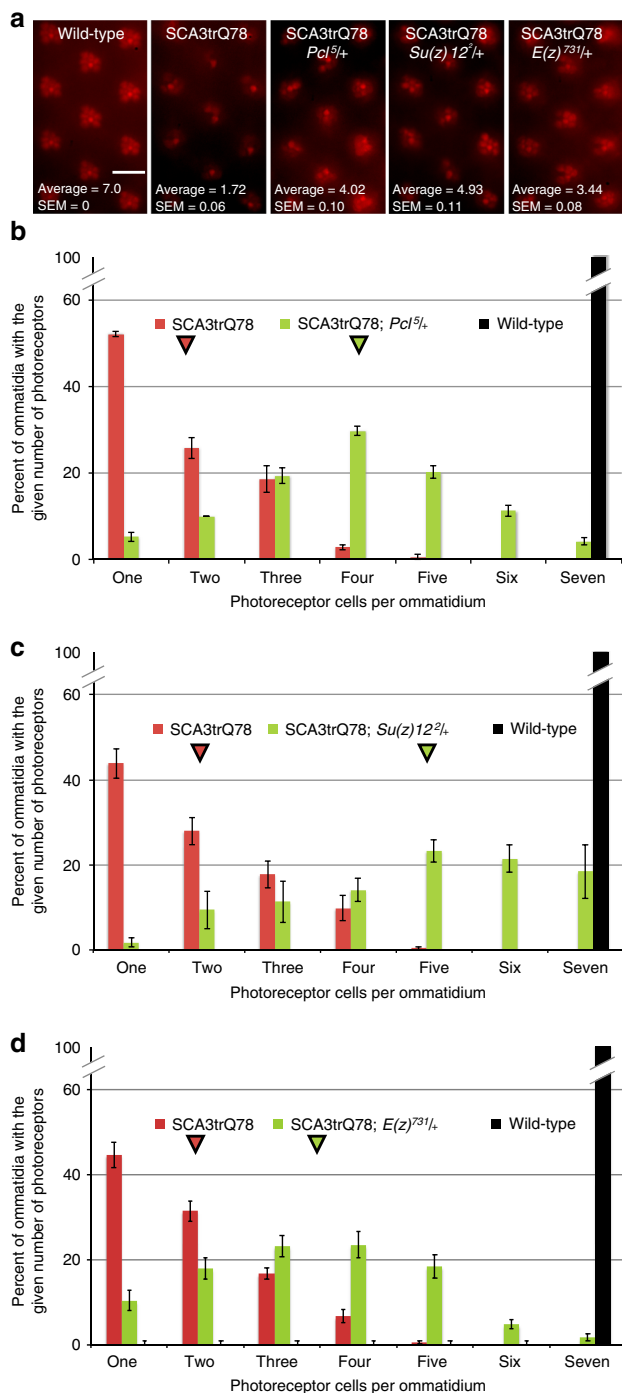 a
Wild-type
Average = 7.0
SEM = 0
SCA3trQ78
Average = 1.72
SEM = 0.06
SCA3trQ78
Pcl⁵/+
Average = 4.02
SEM = 0.10
SCA3trQ78
Su(z)12²/+
Average = 4.93
SEM = 0.11
SCA3trQ78
E(z)⁷³¹/+
Average = 3.44
SEM = 0.08
b
Percent of ommatidia with the
given number of photoreceptors
100
60
40
20
0
SCA3trQ78
SCA3trQ78; Pcl⁵/+
Wild-type
One Two Three Four Five Six Seven
Photoreceptor cells per ommatidium
c
Percent of ommatidia with the
given number of photoreceptors
100
60
40
20
0
SCA3trQ78
SCA3trQ78; Su(z)12²/+
Wild-type
One Two Three Four Five Six Seven
Photoreceptor cells per ommatidium
d
Percent of ommatidia with the
given number of photoreceptors
100
60
40
20
0
SCA3trQ78
SCA3trQ78; E(z)⁷³¹/+
Wild-type
One Two Three Four Five Six Seven
Photoreceptor cells per ommatidium